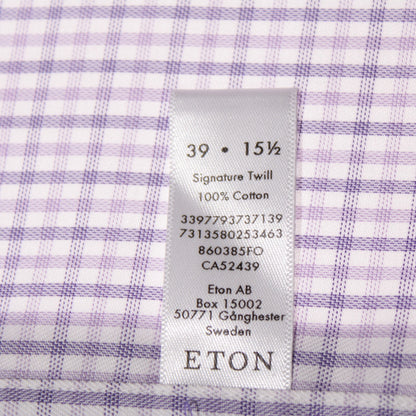 39 • 15½
Signature Twill
100% Cotton
3397793737139
7313580253463
860385FO
CA52439
Eton AB
Box 15002
50771 Gånghester
Sweden
ETON